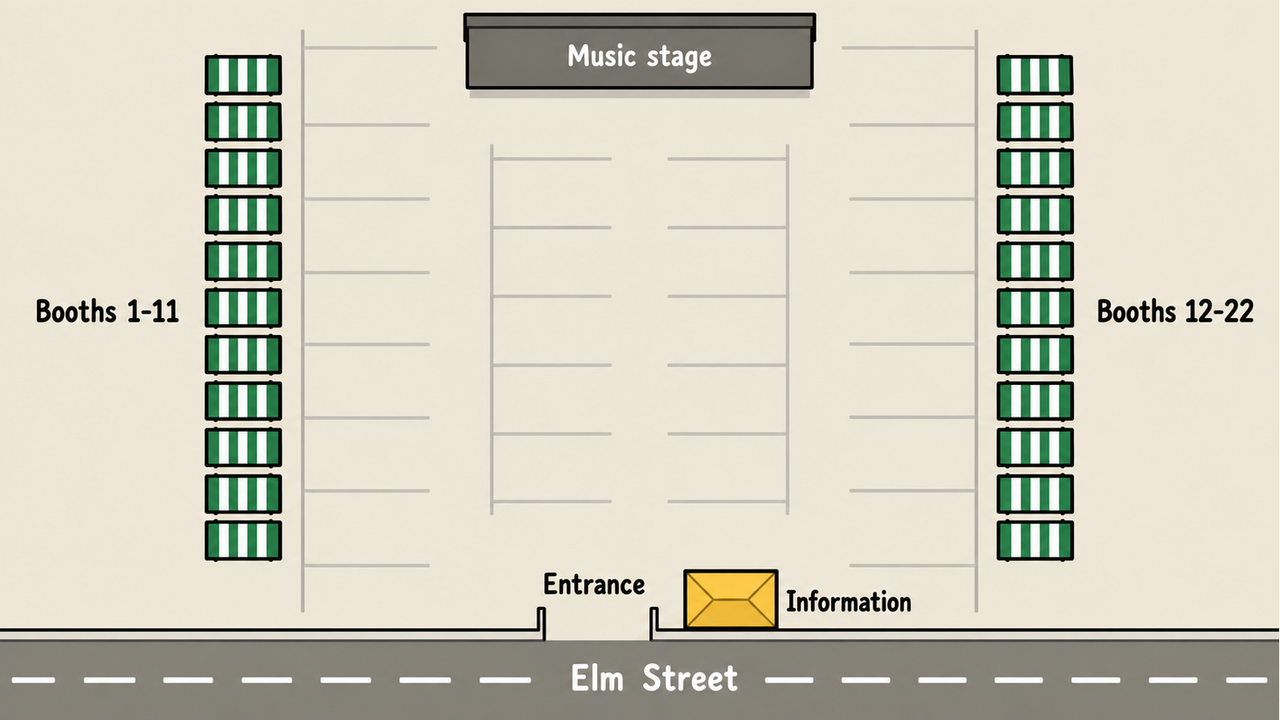 Music stage
Booths 1-11
Booths 12-22
Entrance
Information
Elm Street